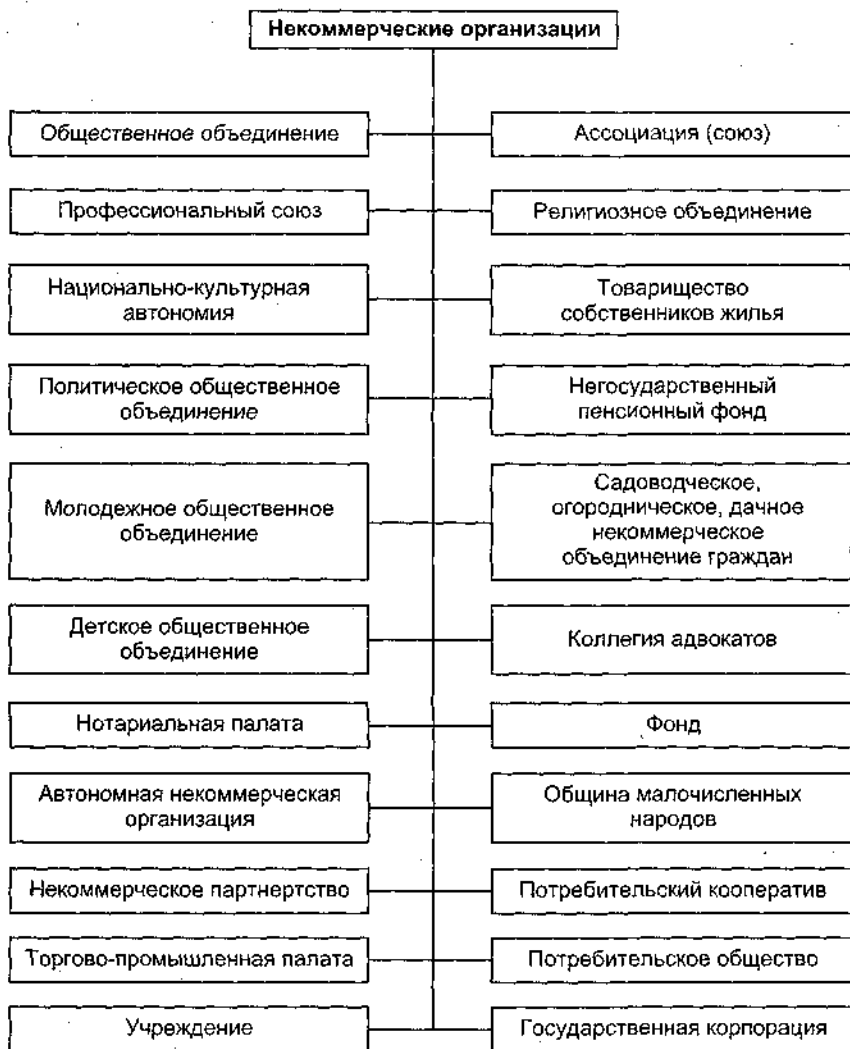 Некоммерческие организации
Общественное объединение
Ассоциация (союз)
Профессиональный союз
Религиозное объединение
Национально-культурная
автономия
Товарищество
собственников жилья
Политическое общественное
объединение
Негосударственный
пенсионный фонд
Молодежное общественное
объединение
Садоводческое,
огородническое, дачное
некоммерческое
объединение граждан
Детское общественное
объединение
Коллегия адвокатов
Нотариальная палата
Фонд
Автономная некоммерческая
организация
Община малочисленных
народов
Некоммерческое партнертство
Потребительский кооператив
Торгово-промышленная палата
Потребительское общество
Учреждение
Государственная корпорация